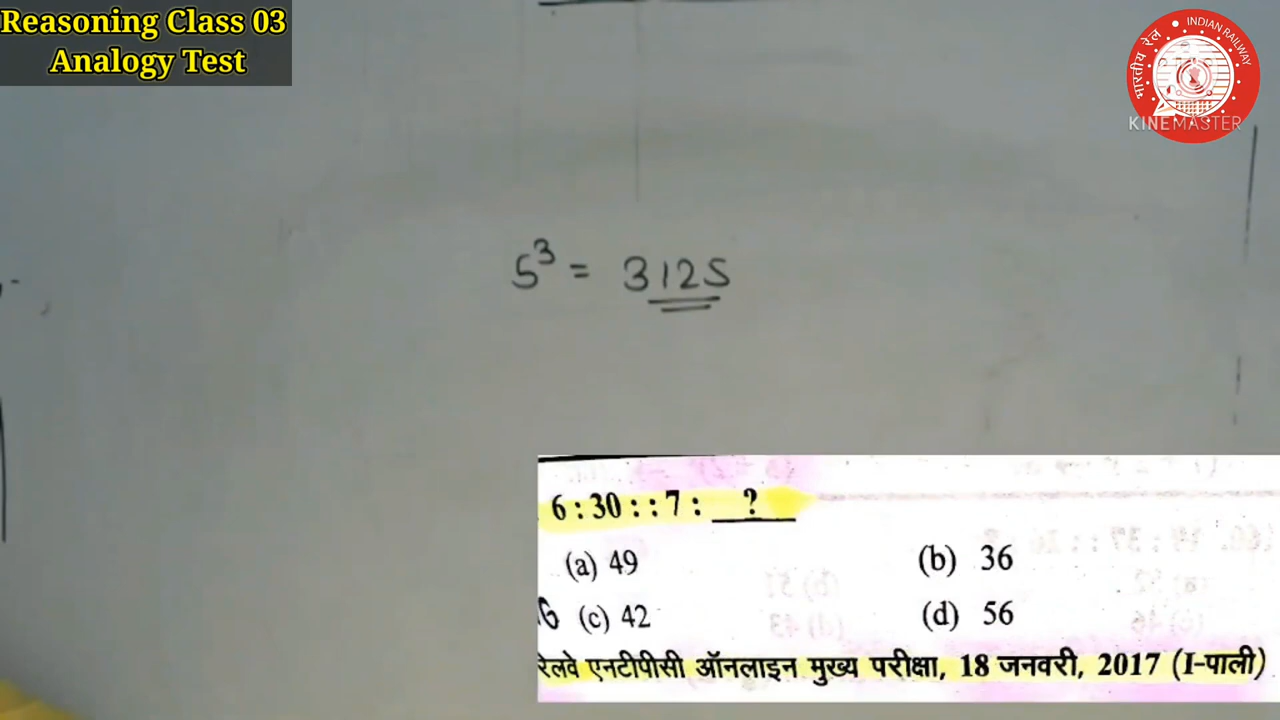 Reasoning Class 03
Analogy Test
भारतीय रेल
INDIAN RAILWAY
KINEMASTER
5³ = 3125
6 : 30 : : 7 : ?
(a) 49 (b) 36
(c) 42 (d) 56
रेलवे एनटीपीसी ऑनलाइन मुख्य परीक्षा, 18 जनवरी, 2017 (I-पाली)